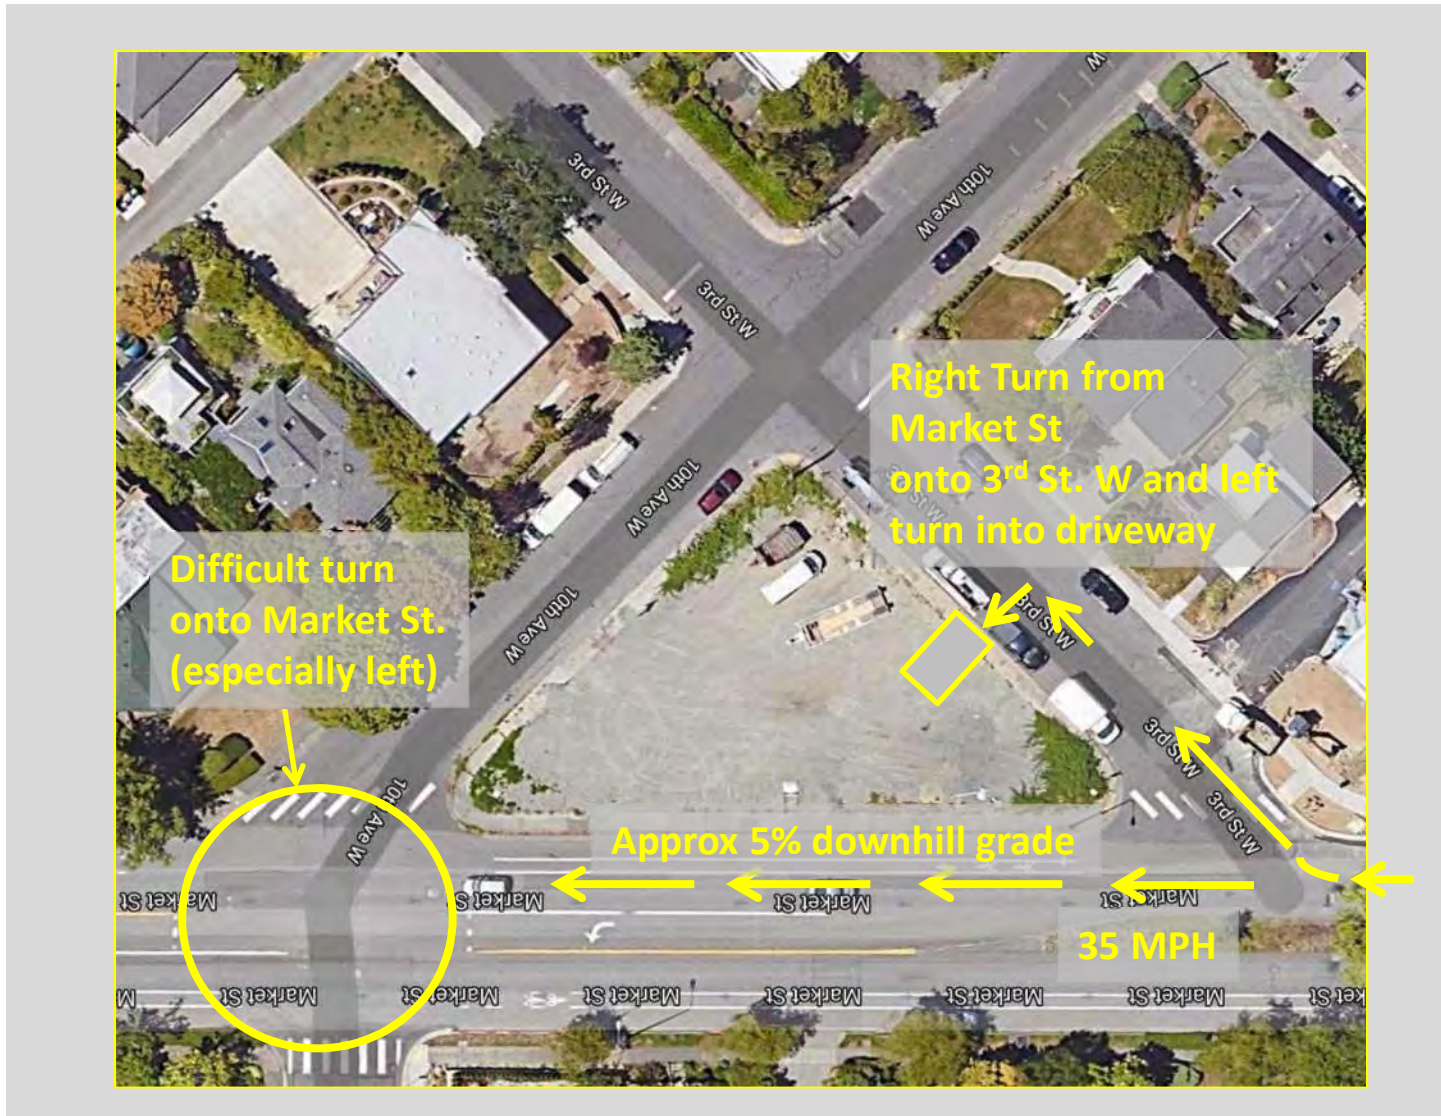 W
3rd St W
10th Ave W
3rd St W
Right Turn from
Market St
onto 3rd St. W and left
turn into driveway
St W
10th Ave W
Difficult turn
onto Market St.
(especially left)
10th Ave W
3rd St W
3rd St W
3rd St W
Ave W
Approx 5% downhill grade
Market St
Market St
Market St
Market St
35 MPH
M
Market St
Market St
Market St
Market St
Market St
Market St